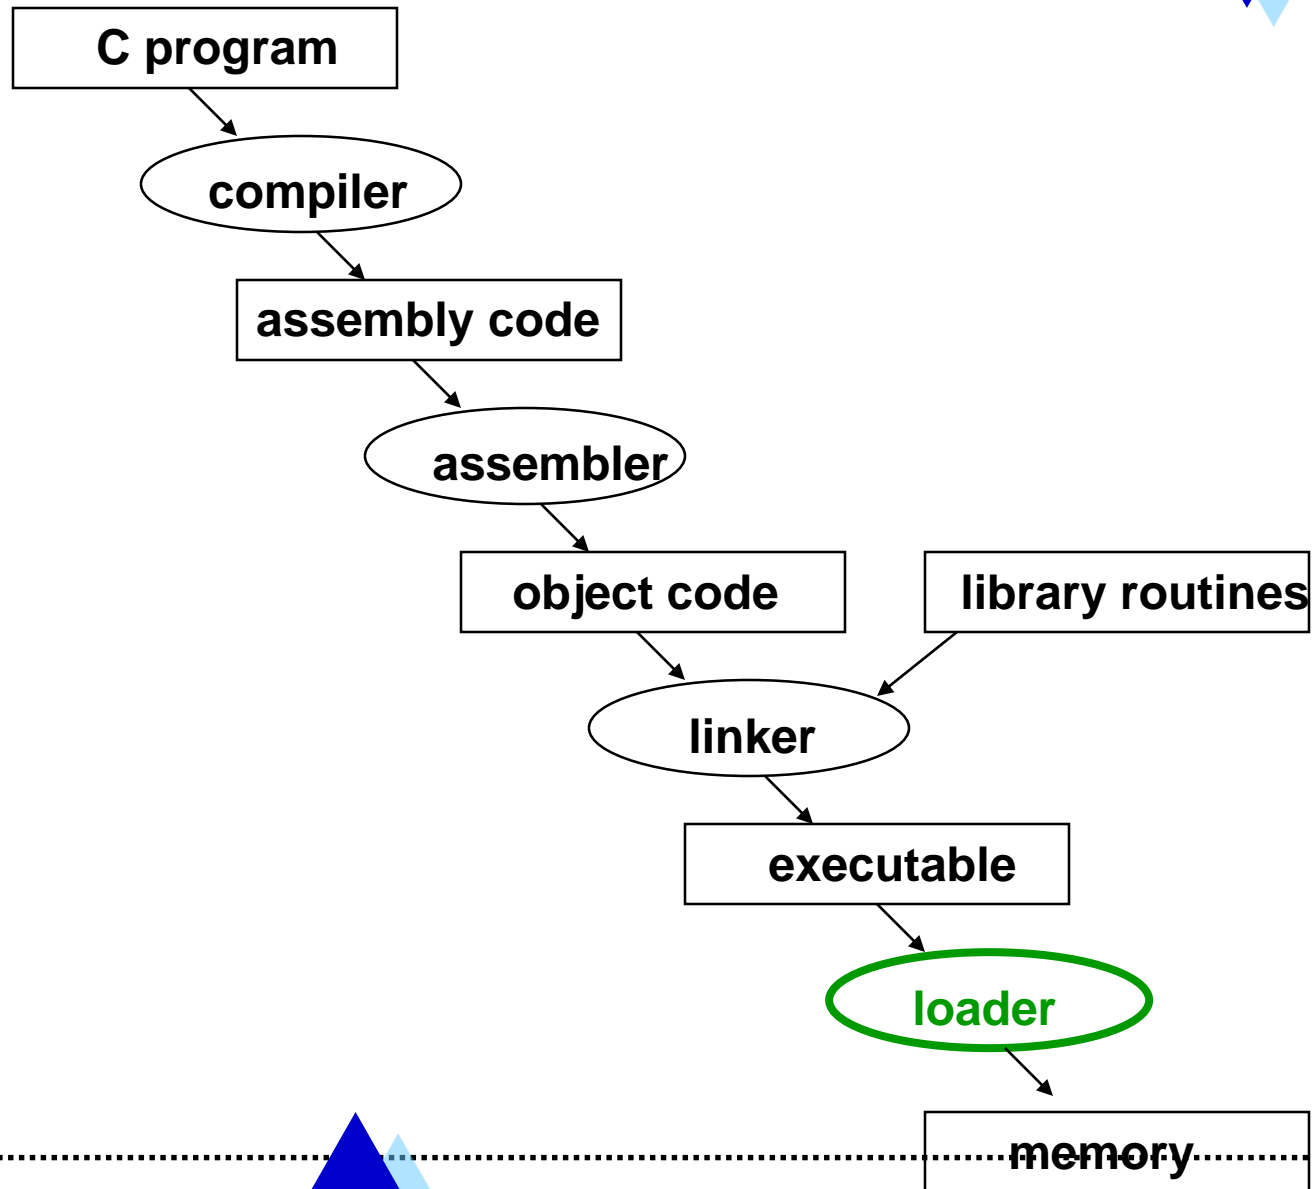 C program
compiler
assembly code
assembler
object code
library routines
linker
executable
loader
memory